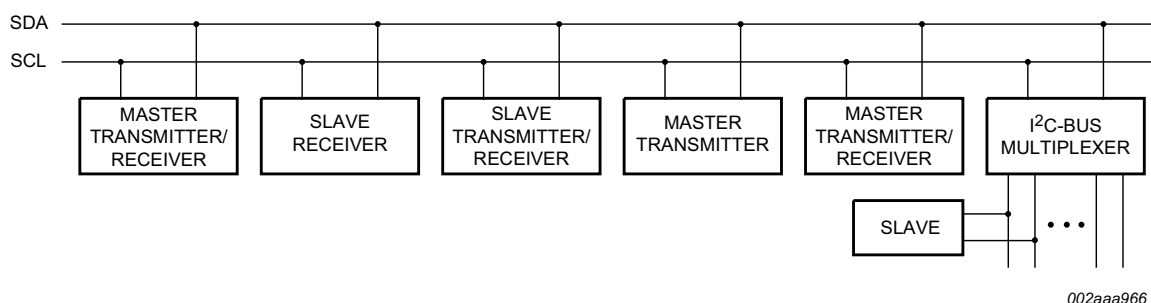 SDA
SCL
MASTER
TRANSMITTER/
RECEIVER
SLAVE
RECEIVER
SLAVE
TRANSMITTER/
RECEIVER
MASTER
TRANSMITTER
MASTER
TRANSMITTER/
RECEIVER
I²C-BUS
MULTIPLEXER
SLAVE
002aaa966